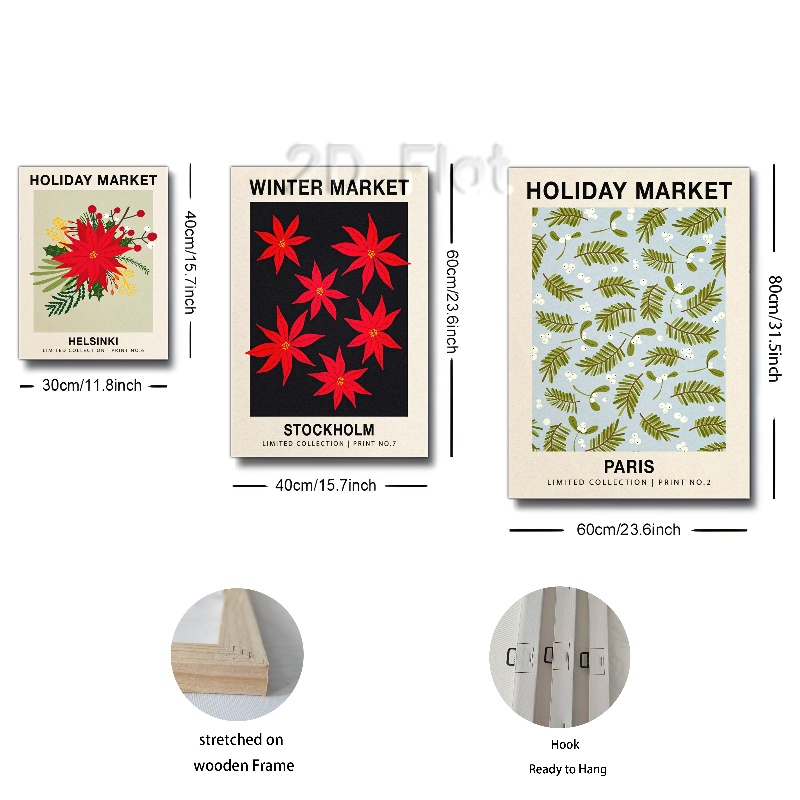 2D Flat
HOLIDAY MARKET
HELSINKI
LIMITED COLLECTION | PRINT NO.6
40cm/15.7inch
30cm/11.8inch
WINTER MARKET
STOCKHOLM
LIMITED COLLECTION | PRINT NO.7
60cm/23.6inch
40cm/15.7inch
HOLIDAY MARKET
PARIS
LIMITED COLLECTION | PRINT NO.2
80cm/31.5inch
60cm/23.6inch
stretched on
wooden Frame
Hook
Ready to Hang